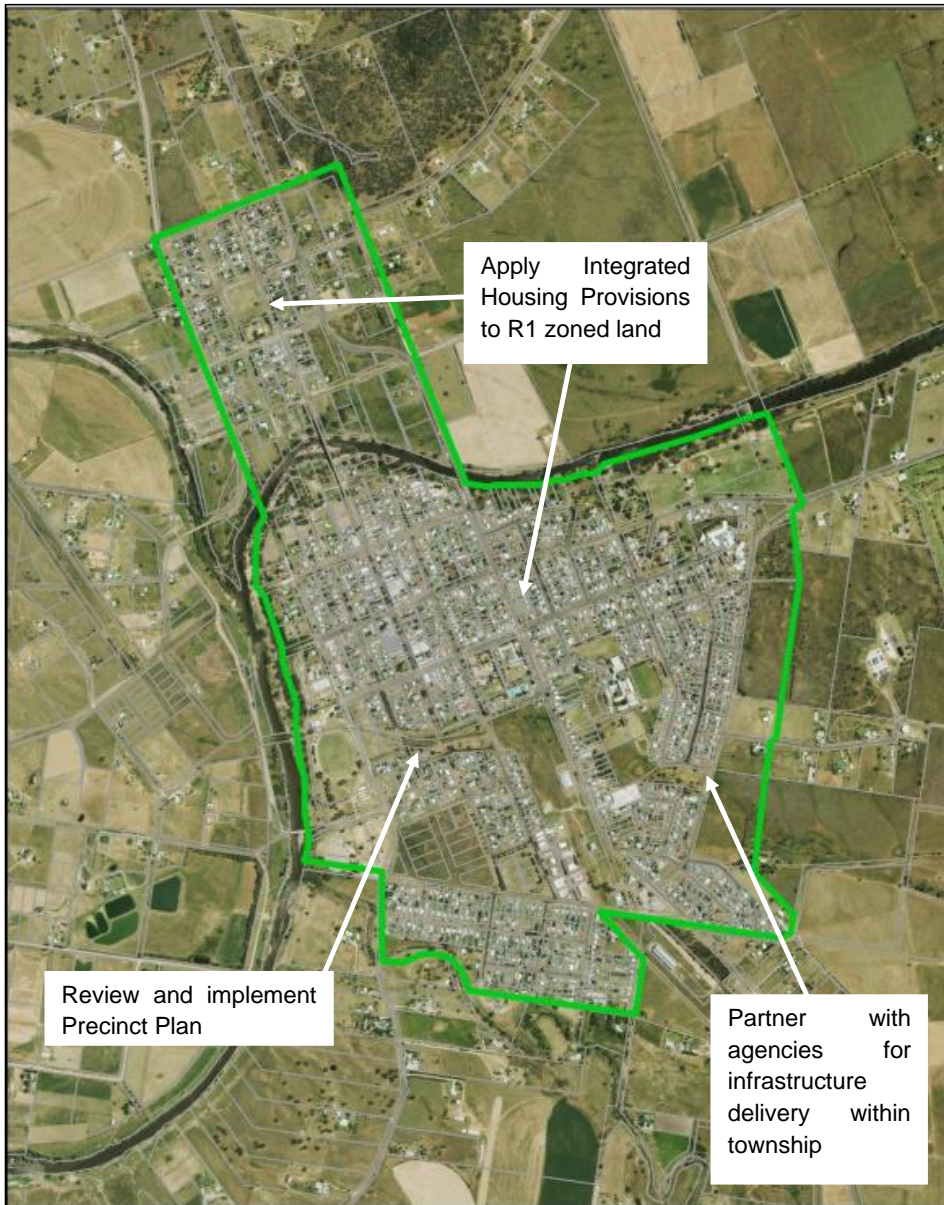 Apply Integrated
Housing Provisions
to R1 zoned land
Review and implement
Precinct Plan
Partner with
agencies for
infrastructure
delivery within
township